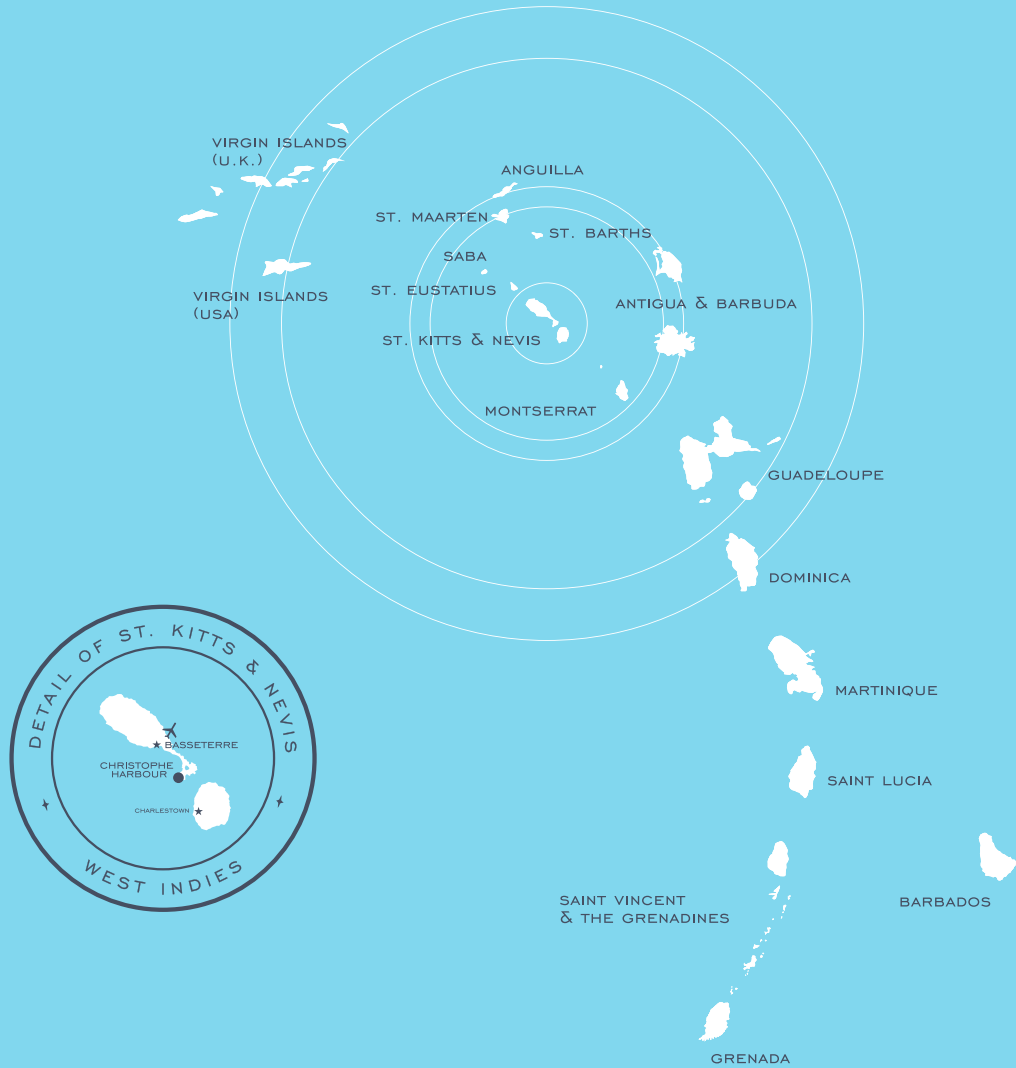 VIRGIN ISLANDS
(U.K.)
ANGUILLA
ST. MAARTEN
ST. BARTHS
SABA
ST. EUSTATIUS
VIRGIN ISLANDS
(USA)
ANTIGUA & BARBUDA
ST. KITTS & NEVIS
MONTSERRAT
GUADELOUPE
DOMINICA
DETAIL OF ST. KITTS & NEVIS
BASSETERRE
CHRISTOPHE
HARBOUR
CHARLESTOWN
WEST INDIES
MARTINIQUE
SAINT LUCIA
SAINT VINCENT
& THE GRENADINES
BARBADOS
GRENADA